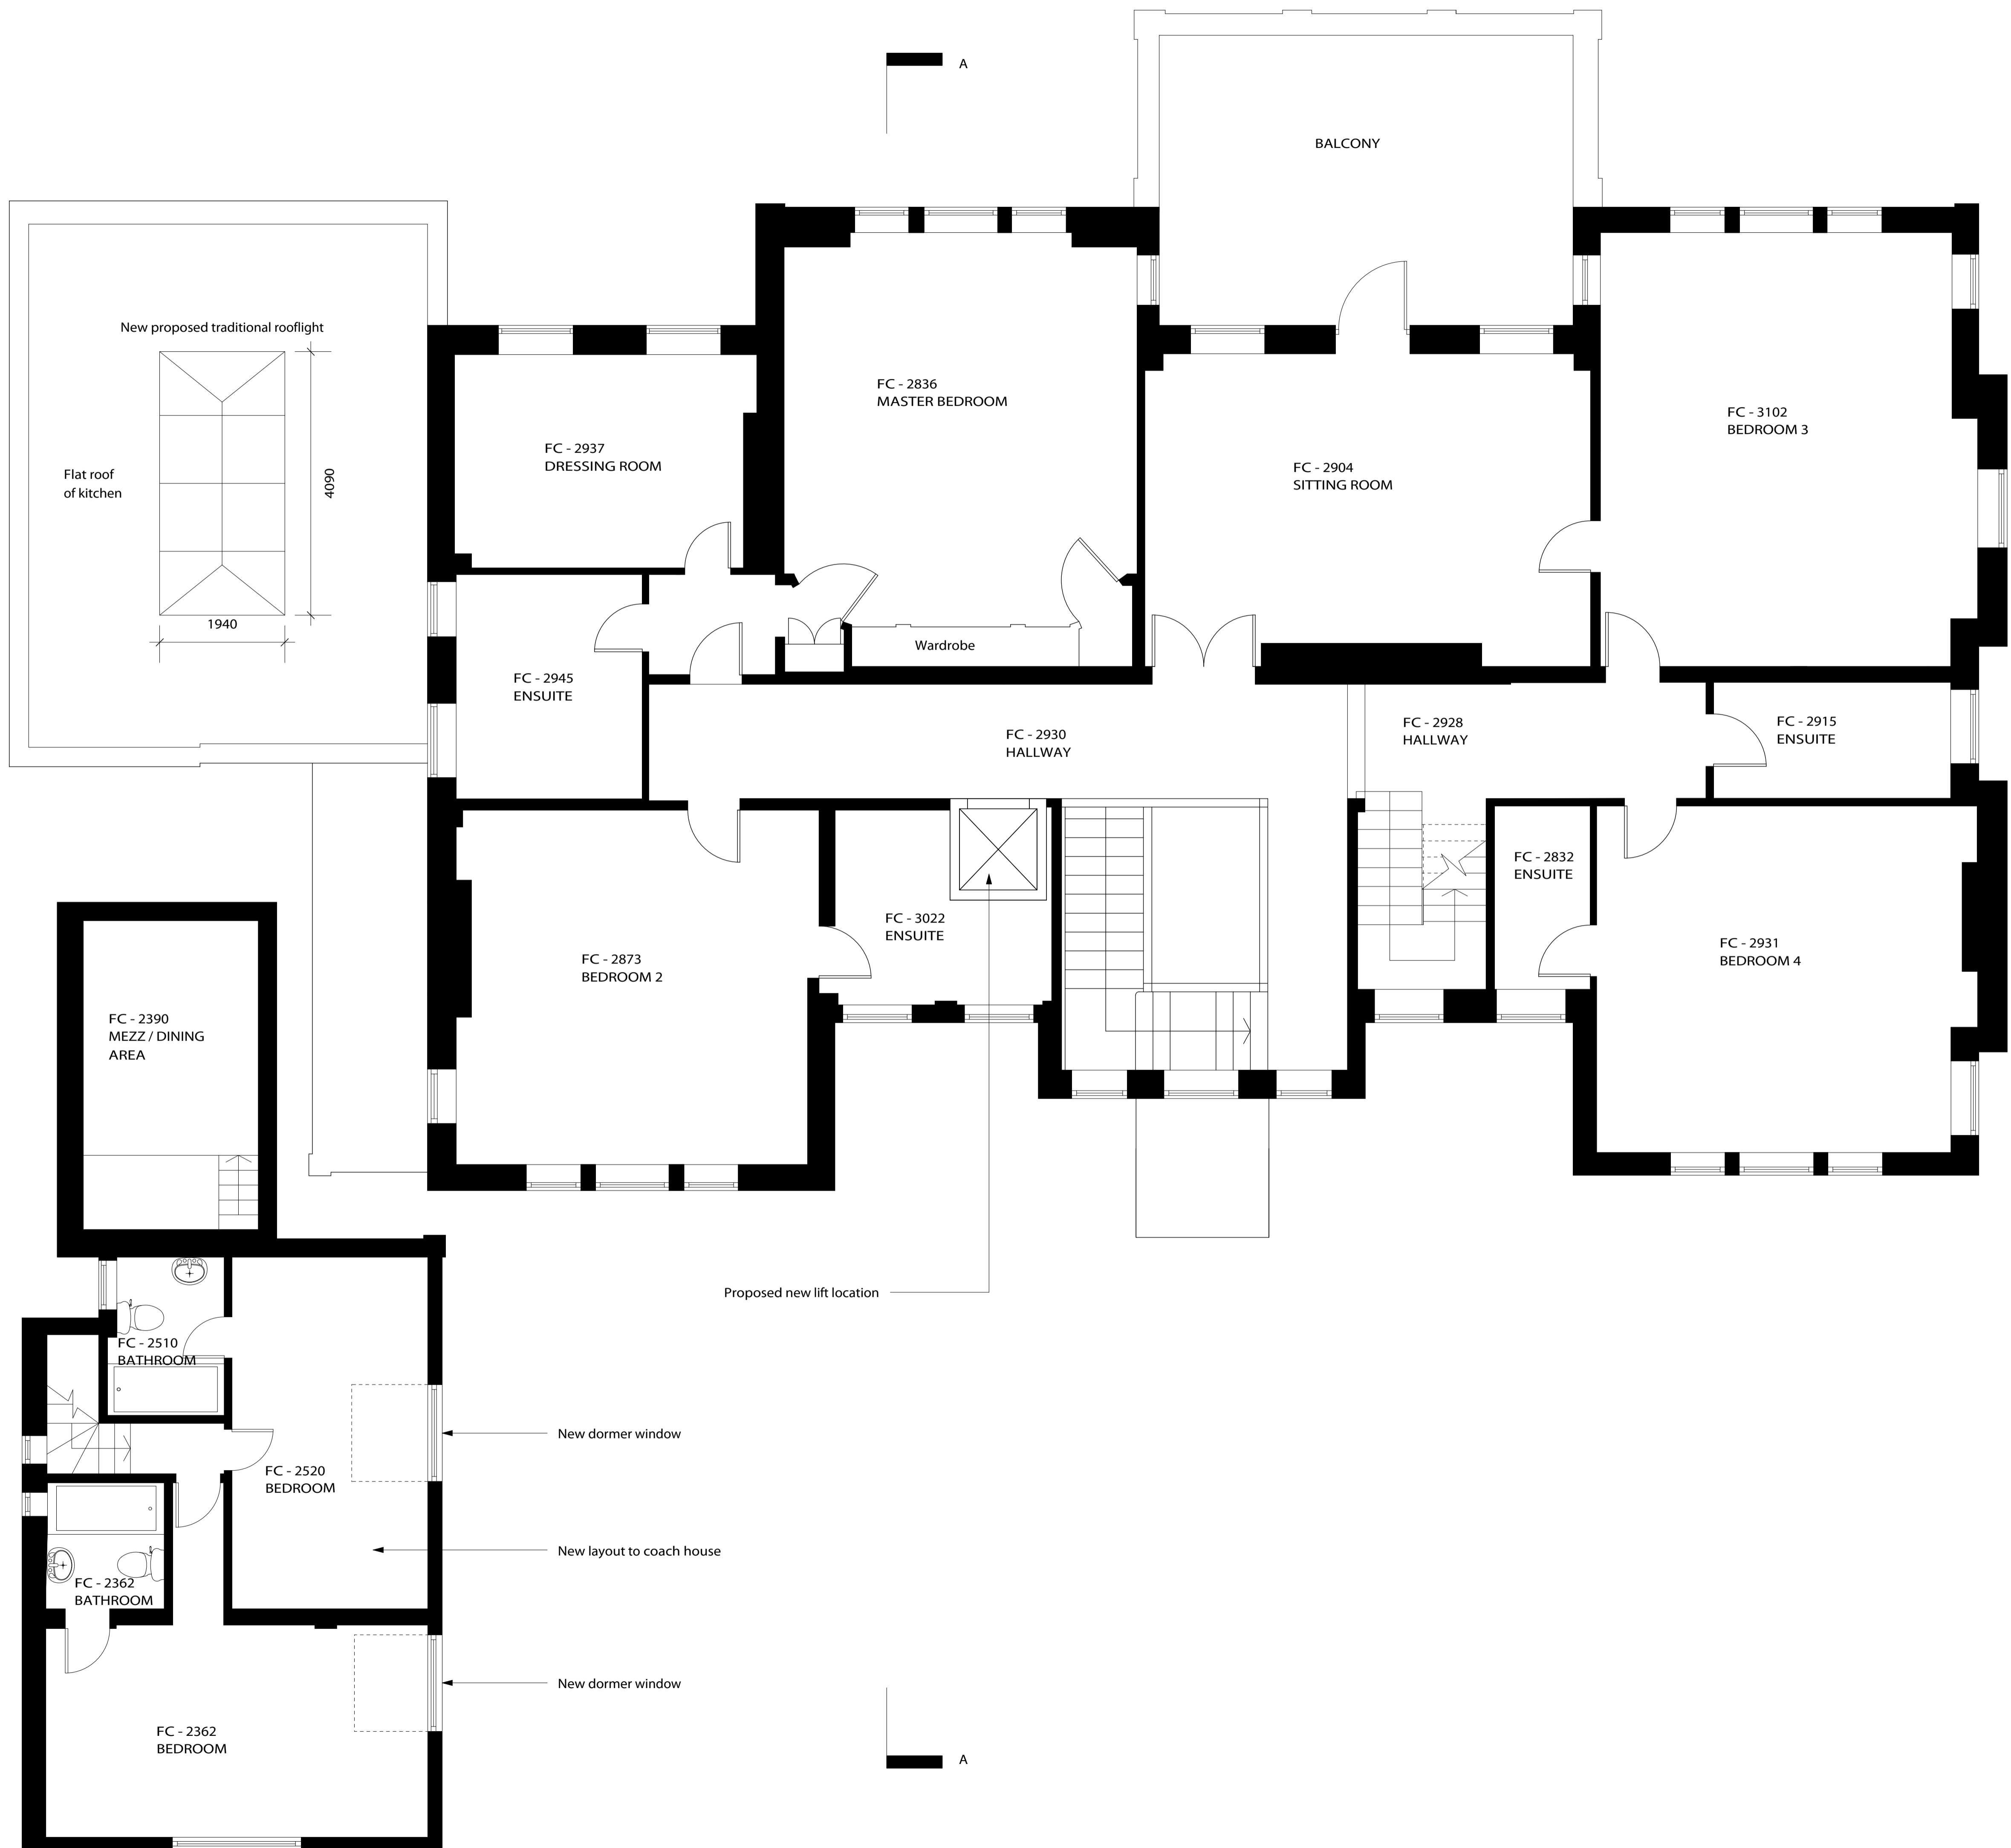 A
BALCONY
New proposed traditional rooflight
4090
1940
Flat roof
of kitchen
FC - 2937
DRESSING ROOM
FC - 2836
MASTER BEDROOM
FC - 2904
SITTING ROOM
FC - 3102
BEDROOM 3
Wardrobe
FC - 2945
ENSUITE
FC - 2930
HALLWAY
FC - 2928
HALLWAY
FC - 2915
ENSUITE
FC - 2832
ENSUITE
FC - 3022
ENSUITE
FC - 2873
BEDROOM 2
FC - 2931
BEDROOM 4
FC - 2390
MEZZ / DINING
AREA
Proposed new lift location
FC - 2510
BATHROOM
New dormer window
FC - 2520
BEDROOM
New layout to coach house
FC - 2362
BATHROOM
New dormer window
FC - 2362
BEDROOM
A